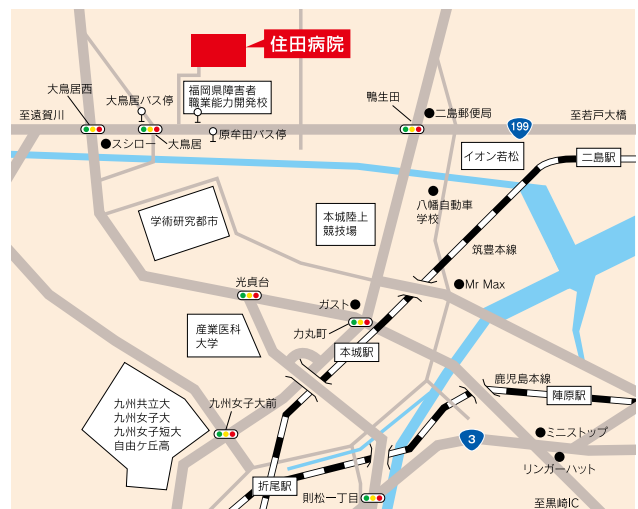 住田病院
大鳥居西
大鳥居バス停
福岡県障害者
職業能力開発校
鴨生田
二島郵便局
至遠賀川
至若戸大橋
199
スシロー
大鳥居
原牟田バス停
イオン若松
二島駅
八幡自動車
学校
学術研究都市
本城陸上
競技場
筑豊本線
光貞台
ガスト
Mr Max
産業医科
大学
力丸町
本城駅
鹿児島本線
陣原駅
九州共立大
九州女子大
九州女子短大
自由ケ丘高
九州女子大前
3
ミニストップ
リンガーハット
折尾駅
則松一丁目
至黒崎IC